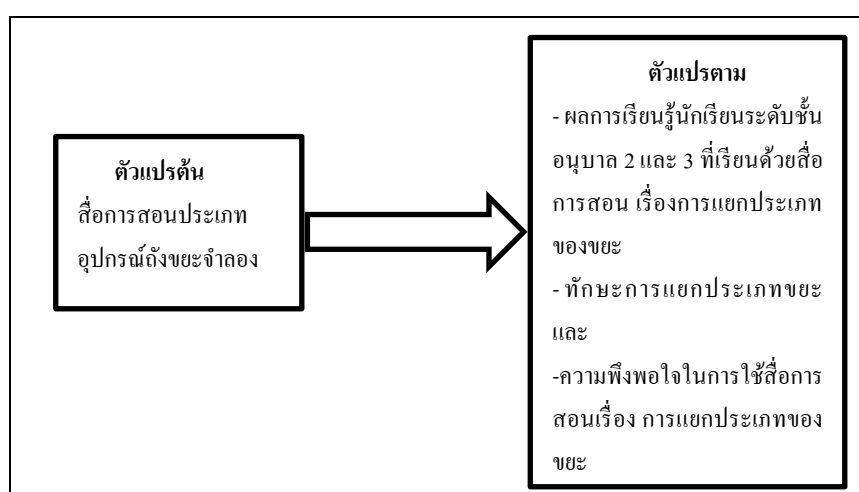 ตัวแปรต้น
สื่อการสอนประเภท
อุปกรณ์ถังขยะจำลอง
ตัวแปรตาม
- ผลการเรียนรู้นักเรียนระดับชั้น
อนุบาล 2 และ 3 ที่เรียนด้วยสื่อ
การสอน เรื่องการแยกประเภท
ของขยะ
- ทักษะการแยกประเภทขยะ
และ
-ความพึงพอใจในการใช้สื่อการ
สอนเรื่อง การแยกประเภทของ
ขยะ